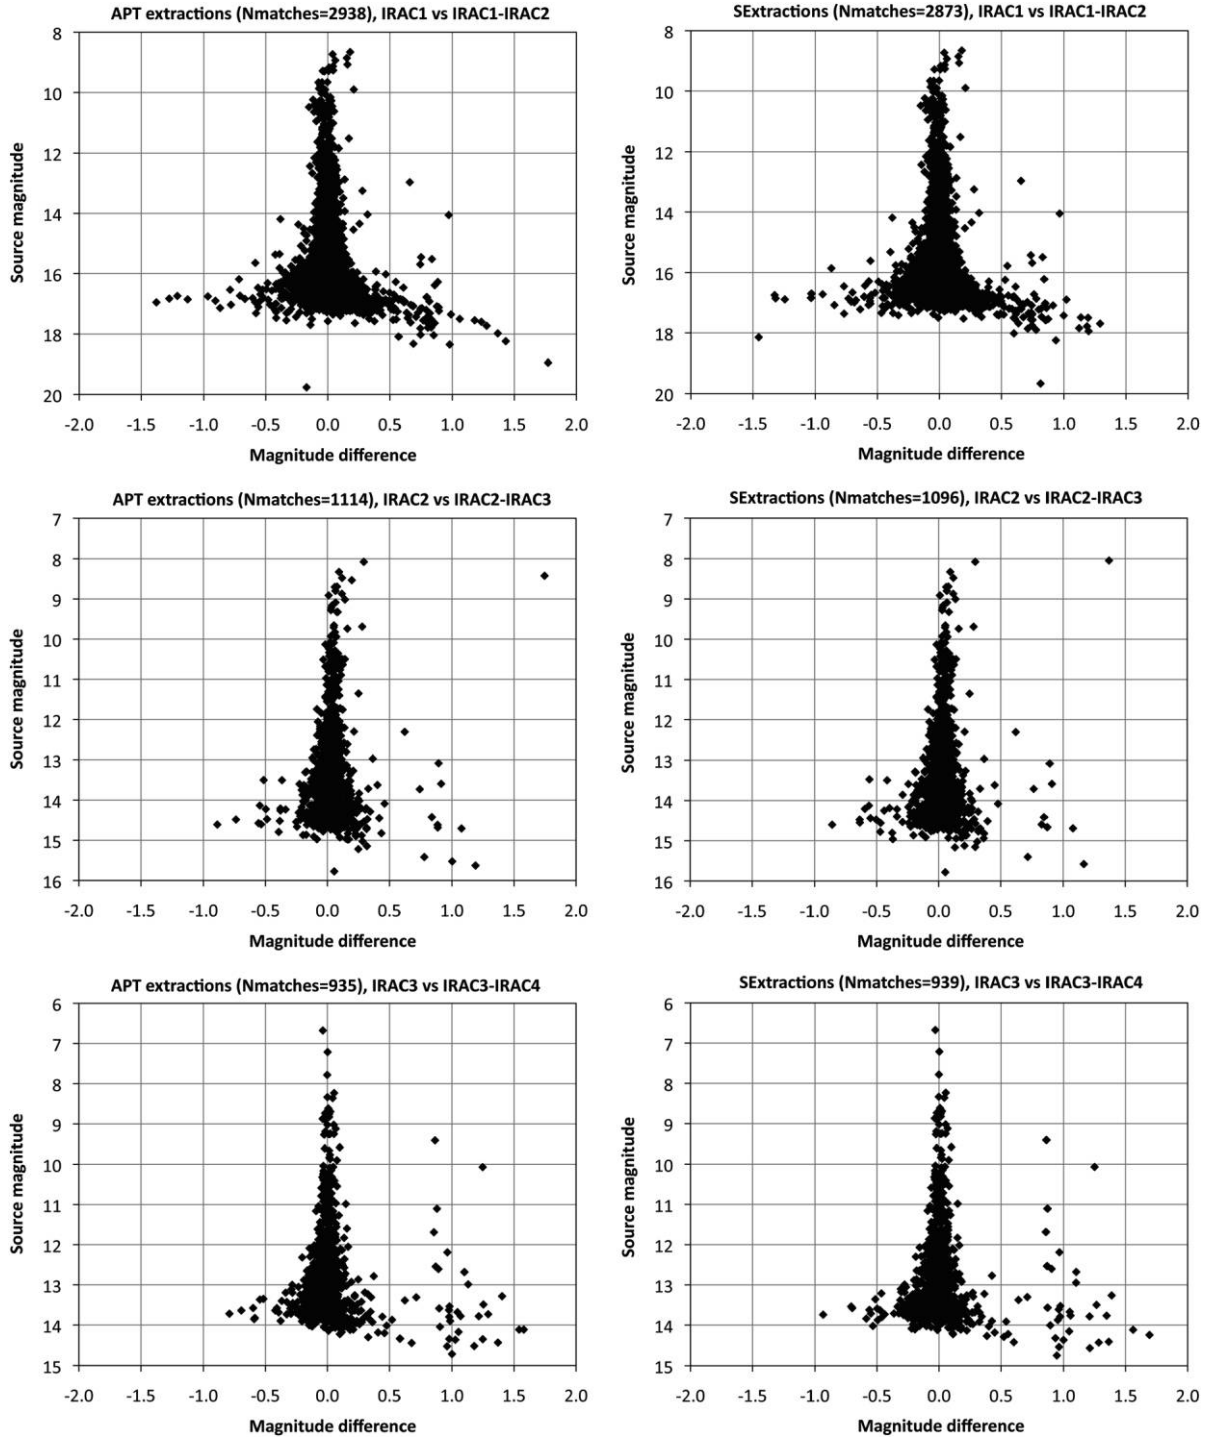 APT extractions (Nmatches=2938), IRAC1 vs IRAC1-IRAC2
8
10
12
14
16
18
20
Source magnitude
-2.0 -1.5 -1.0 -0.5 0.0 0.5 1.0 1.5 2.0
Magnitude difference
SExtractions (Nmatches=2873), IRAC1 vs IRAC1-IRAC2
8
10
12
14
16
18
20
Source magnitude
-2.0 -1.5 -1.0 -0.5 0.0 0.5 1.0 1.5 2.0
Magnitude difference
APT extractions (Nmatches=1114), IRAC2 vs IRAC2-IRAC3
7
8
9
10
11
12
13
14
15
16
Source magnitude
-2.0 -1.5 -1.0 -0.5 0.0 0.5 1.0 1.5 2.0
Magnitude difference
SExtractions (Nmatches=1096), IRAC2 vs IRAC2-IRAC3
7
8
9
10
11
12
13
14
15
16
Source magnitude
-2.0 -1.5 -1.0 -0.5 0.0 0.5 1.0 1.5 2.0
Magnitude difference
APT extractions (Nmatches=935), IRAC3 vs IRAC3-IRAC4
6
7
8
9
10
11
12
13
14
15
Source magnitude
-2.0 -1.5 -1.0 -0.5 0.0 0.5 1.0 1.5 2.0
Magnitude difference
SExtractions (Nmatches=939), IRAC3 vs IRAC3-IRAC4
6
7
8
9
10
11
12
13
14
15
Source magnitude
-2.0 -1.5 -1.0 -0.5 0.0 0.5 1.0 1.5 2.0
Magnitude difference